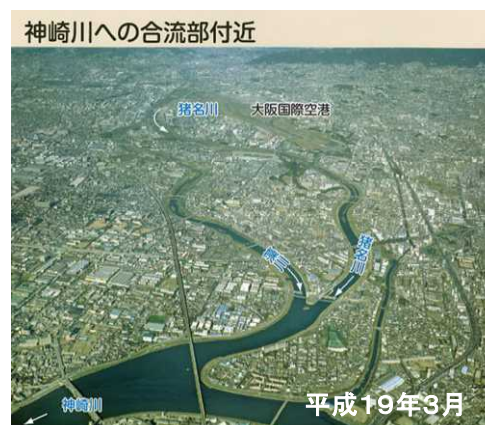 神崎川への合流部付近
猪名川
大阪国際空港
藻川
猪名川
神崎川
平成19年3月